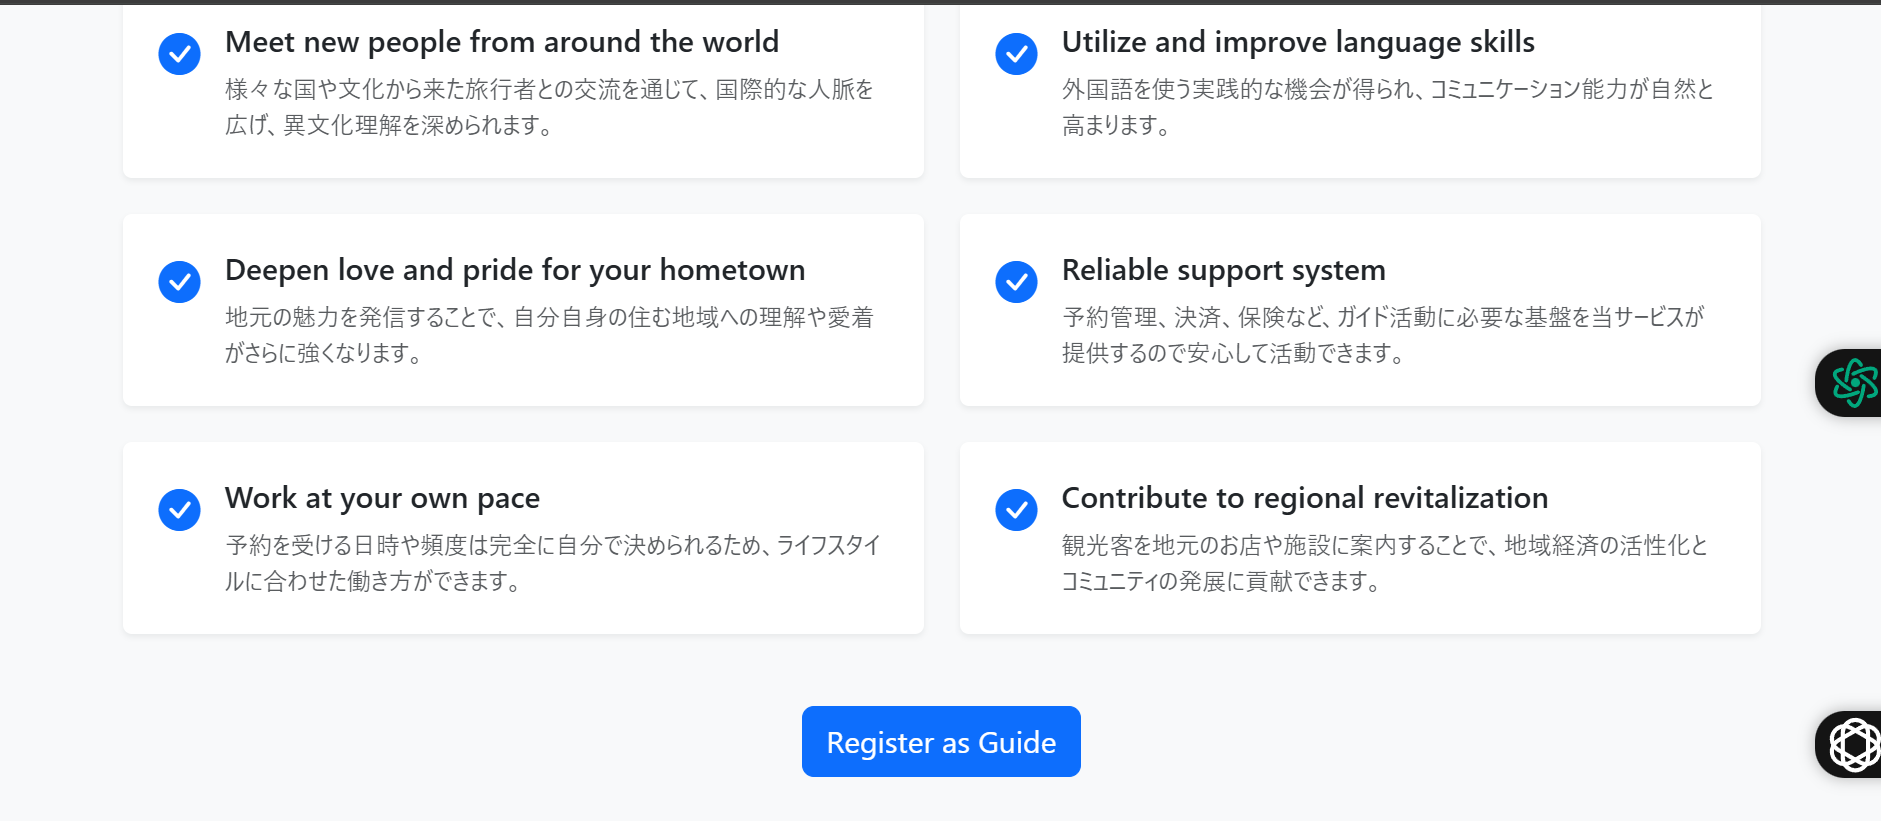 Meet new people from around the world
様々な国や文化から来た旅行者との交流を通じて、国際的な人脈を
広げ、異文化理解を深められます。
Utilize and improve language skills
外国語を使う実践的な機会が得られ、コミュニケーション能力が自然と
高まります。
Deepen love and pride for your hometown
地元の魅力を発信することで、自分自身の住む地域への理解や愛着
がさらに強くなります。
Reliable support system
予約管理、決済、保険など、ガイド活動に必要な基盤を当サービスが
提供するので安心して活動できます。
Work at your own pace
予約を受ける日時や頻度は完全に自分で決められるため、ライフスタイ
ルに合わせた働き方ができます。
Contribute to regional revitalization
観光客を地元のお店や施設に案内することで、地域経済の活性化と
コミュニティの発展に貢献できます。
Register as Guide